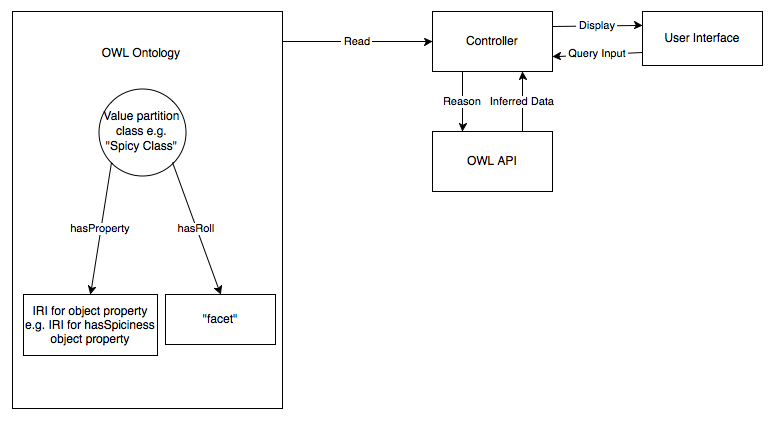 OWL Ontology
Value partition
class e.g.
"Spicy Class"
hasProperty
hasRoll
IRI for object property
e.g. IRI for hasSpiciness
object property
"facet"
Read
Controller
Display
Query Input
User Interface
Reason
Inferred Data
OWL API